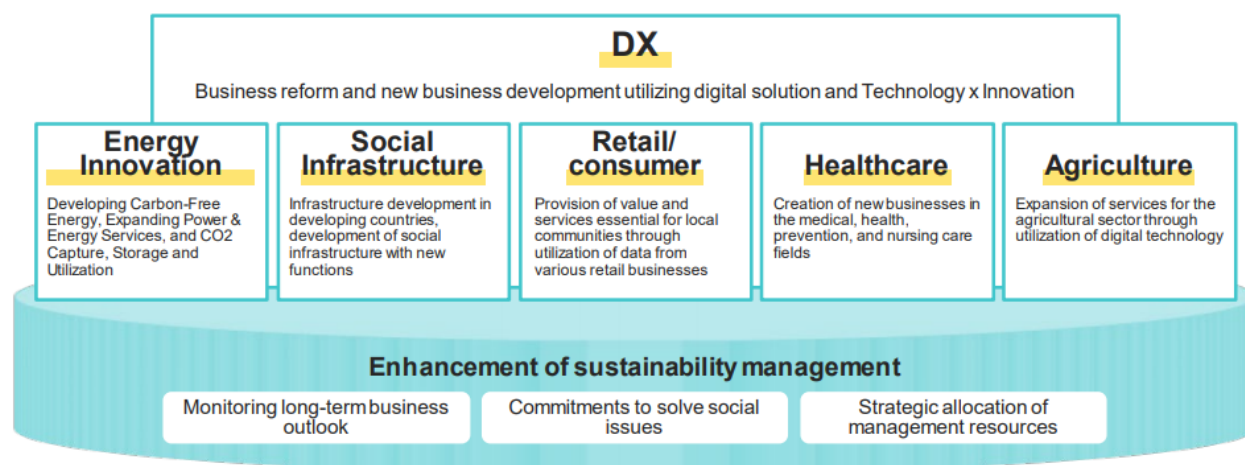 DX
Business reform and new business development utilizing digital solution and Technology x Innovation
Energy
Innovation
Developing Carbon-Free
Energy, Expanding Power &
Energy Services, and CO2
Capture, Storage and
Utilization
Social
Infrastructure
Infrastructure development in
developing countries,
development of social
infrastructure with new
functions
Retail/
consumer
Provision of value and
services essential for local
communities through
utilization of data from
various retail businesses
Healthcare
Creation of new businesses in
the medical, health,
prevention, and nursing care
fields
Agriculture
Expansion of services for the
agricultural sector through
utilization of digital technology
Enhancement of sustainability management
Monitoring long-term business
outlook
Commitments to solve social
issues
Strategic allocation of
management resources